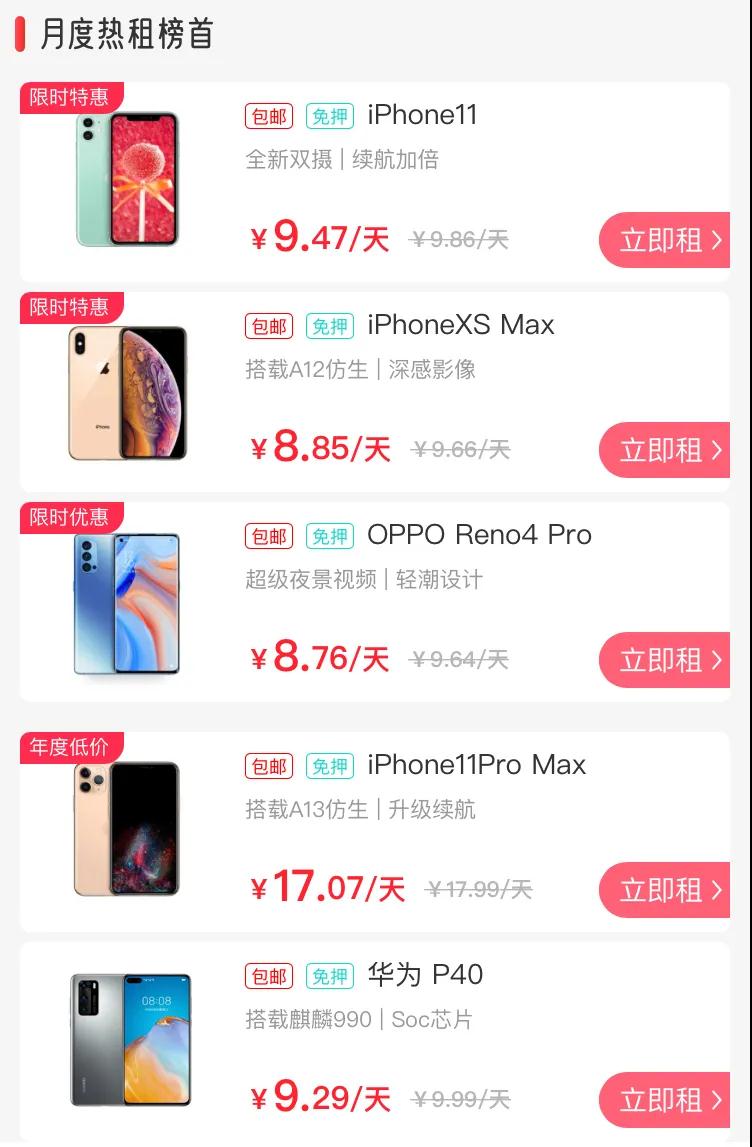 月度热租榜首
限时特惠
包邮 免押 iPhone11
全新双摄 | 续航加倍
¥9.47/天 ¥9.86/天 立即租 >
限时特惠
包邮 免押 iPhoneXS Max
搭载A12仿生 | 深感影像
iPhone
¥8.85/天 ¥9.66/天 立即租 >
限时优惠
包邮 免押 OPPO Reno4 Pro
超级夜景视频 | 轻潮设计
¥8.76/天 ¥9.64/天 立即租 >
年度低价
包邮 免押 iPhone11Pro Max
搭载A13仿生 | 升级续航
¥17.07/天 ¥17.99/天 立即租 >
包邮 免押 华为 P40
08:08
搭载麒麟990 | Soc芯片
¥9.29/天 ¥9.99/天 立即租 >